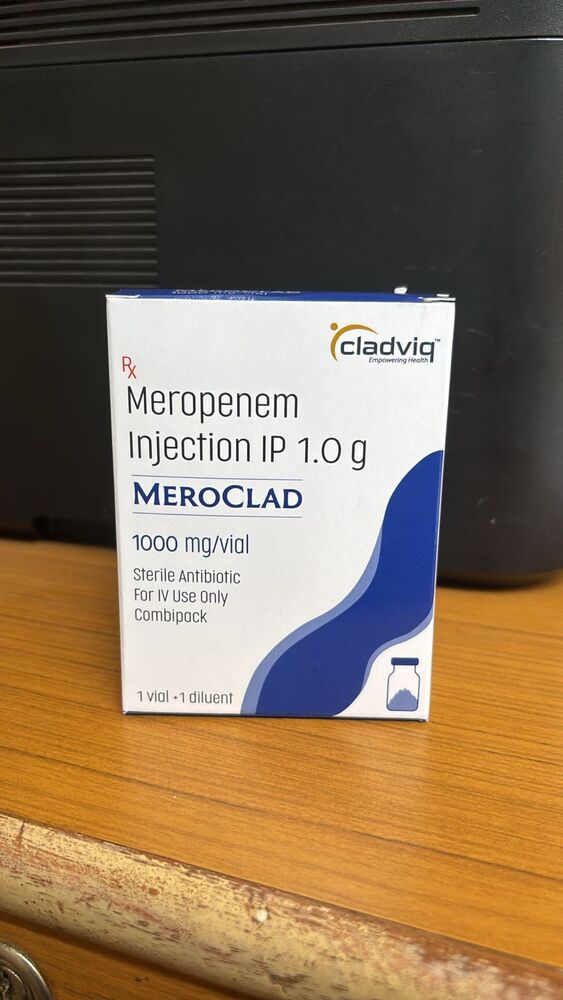 cladviq™
Empowering Health
Rx
Meropenem
Injection IP 1.0 g
MEROCLAD
1000 mg/vial
Sterile Antibiotic
For IV Use Only
Combipack
1 vial +1 diluent